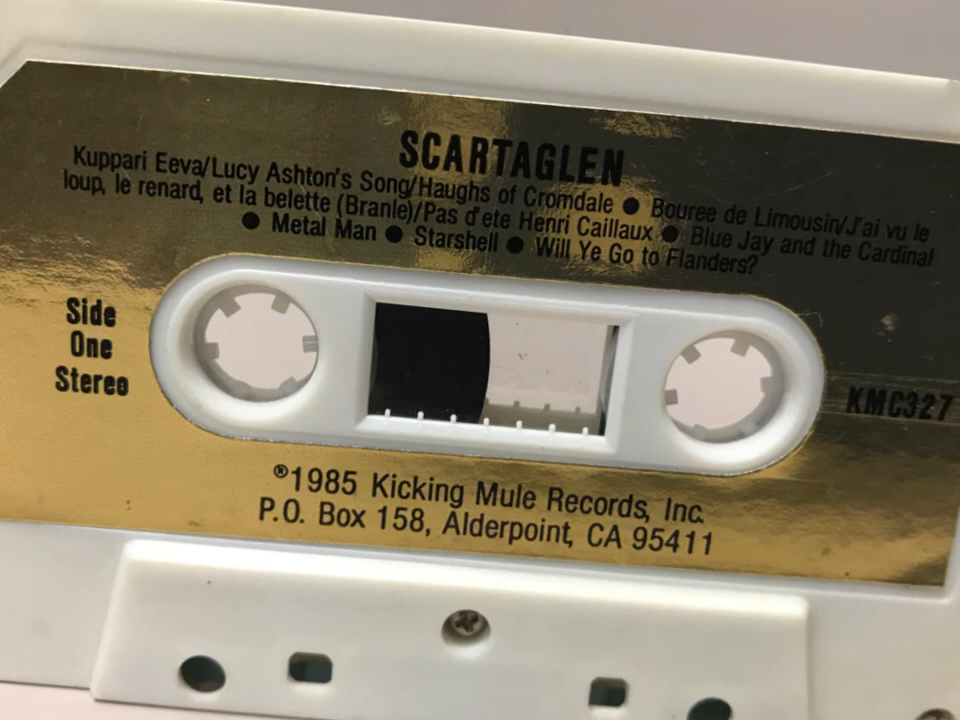 SCARTAGLEN
Kuppari Eeva/Lucy Ashton's Song/Haughs of Cromdale ● Bouree de Limousin/J'ai vu le
loup, le renard, et la belette (Branle)/Pas d'ete Henri Caillaux ● Blue Jay and the Cardinal
● Metal Man ● Starshell ● Will Ye Go to Flanders?
Side
One
Stereo
KMC327
℗1985 Kicking Mule Records, Inc.
P.O. Box 158, Alderpoint, CA 95411